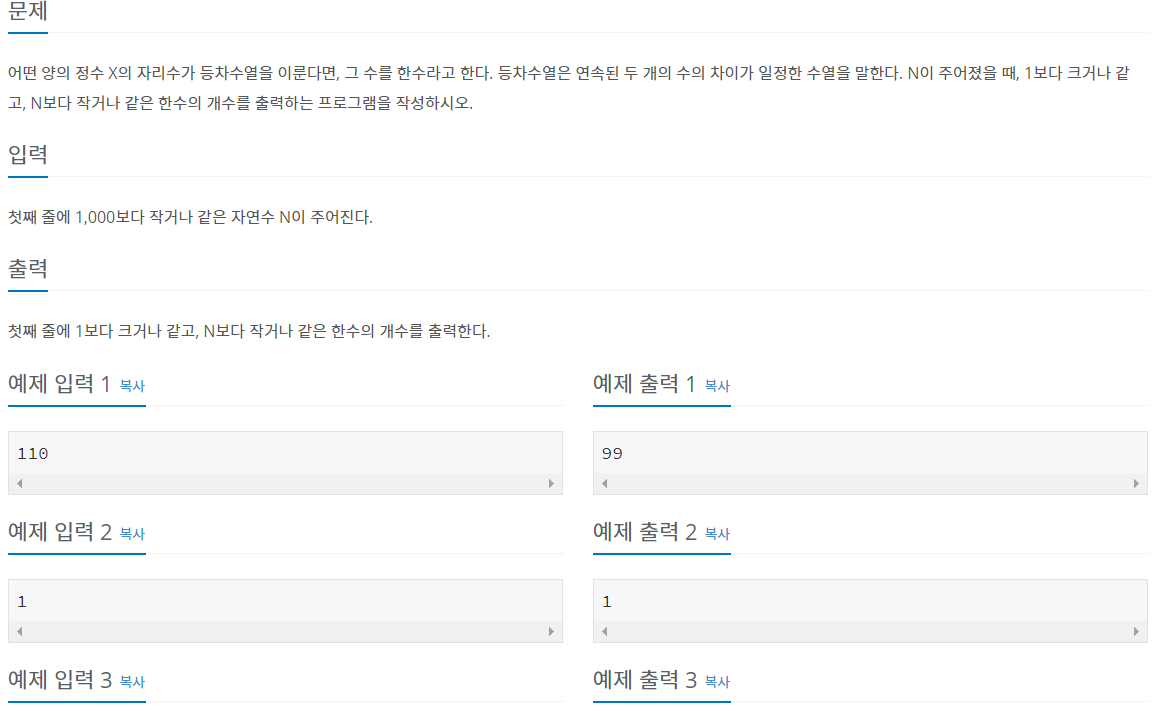 문제
어떤 양의 정수 X의 자리수가 등차수열을 이룬다면, 그 수를 한수라고 한다. 등차수열은 연속된 두 개의 수의 차이가 일정한 수열을 말한다. N이 주어졌을 때, 1보다 크거나 같
고, N보다 작거나 같은 한수의 개수를 출력하는 프로그램을 작성하시오.
입력
첫째 줄에 1,000보다 작거나 같은 자연수 N이 주어진다.
출력
첫째 줄에 1보다 크거나 같고, N보다 작거나 같은 한수의 개수를 출력한다.
예제 입력 1 복사
110
예제 출력 1 복사
99
예제 입력 2 복사
1
예제 출력 2 복사
1
예제 입력 3 복사
예제 출력 3 복사